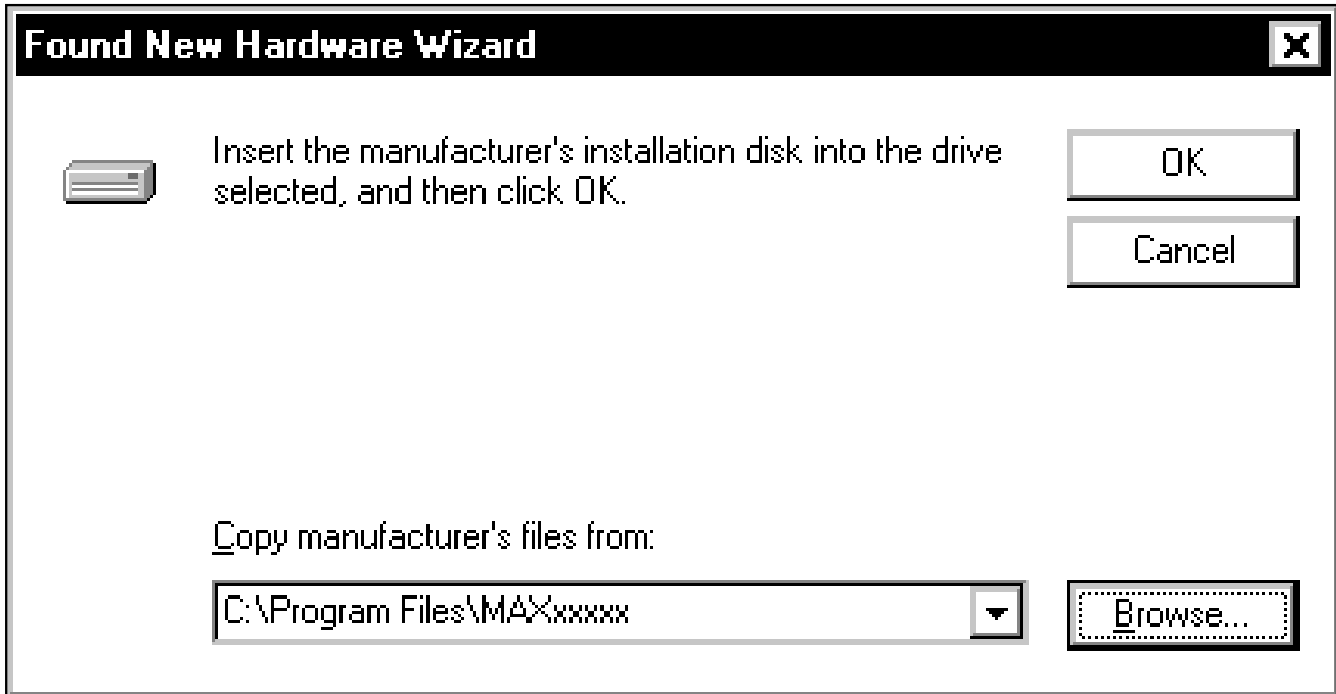 Found New Hardware Wizard
Insert the manufacturer's installation disk into the drive
selected, and then click OK.
OK
Cancel
Copy manufacturer's files from:
C:\Program Files\MAXxxxxx
Browse...